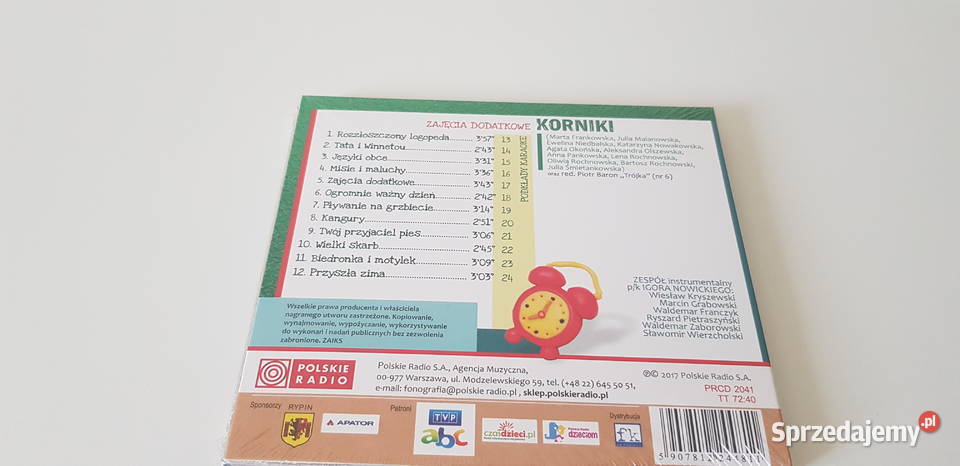 ZAJĘCIA DODATKOWE
1. Rozzłoszczony logopeda.......... 3'57" 13
2. Tata i Winnetou.......... 2'43" 14
3. Języki obce.......... 3'31" 15
4. Misie i maluchy.......... 3'36" 16
5. Zajęcia dodatkowe.......... 3'43" 17
6. Ogromnie ważny dzień.......... 2'42" 18
7. Pływanie na grzbiecie.......... 3'14" 19
8. Kangury.......... 2'51" 20
9. Twój przyjaciel pies.......... 3'06" 21
10. Wielki skarb.......... 2'45" 22
11. Biedronka i motylek.......... 3'09" 23
12. Przyszła zima.......... 3'03" 24
PODKŁADY KARAOKE
KORNIKI
(Marta Frankowska, Julia Malanowska,
Ewelina Niedbalska, Katarzyna Nowakowska,
Agata Okońska, Aleksandra Olszewska,
Anna Pankowska, Lena Rochnowska,
Oliwia Rochnowska, Bartosz Rochnowski,
Julia Śmietankowska)
oraz red. Piotr Baron „Trójka” (nr 6)
ZESPÓŁ instrumentalny
p/k IGORA NOWICKIEGO:
Wiesław Kryszewski
Marcin Grabowski
Waldemar Franczyk
Ryszard Pietraszyński
Waldemar Zaborowski
Sławomir Wierzcholski
Wszelkie prawa producenta i właściciela
nagranego utworu zastrzeżone. Kopiowanie,
wynajmowanie, wypożyczanie, wykorzystywanie
do wykonań i nadań publicznych bez zezwolenia
zabronione. ZAIKS
POLSKIE
RADIO
Polskie Radio S.A., Agencja Muzyczna,
00-977 Warszawa, ul. Modzelewskiego 59, tel. (+48 22) 645 50 51,
e-mail: fonografia@polskie radio.pl , sklep.polskieradio.pl
℗© 2017 Polskie Radio S.A.
PRCD 2041
TT 72:40
Sponsorzy
RYPIN
APATOR
Patroni
TVP
abc
czasdzieci.pl
dzieciom
Dystrybucja
fk
5 907812 244811
Sprzedajemy.pl